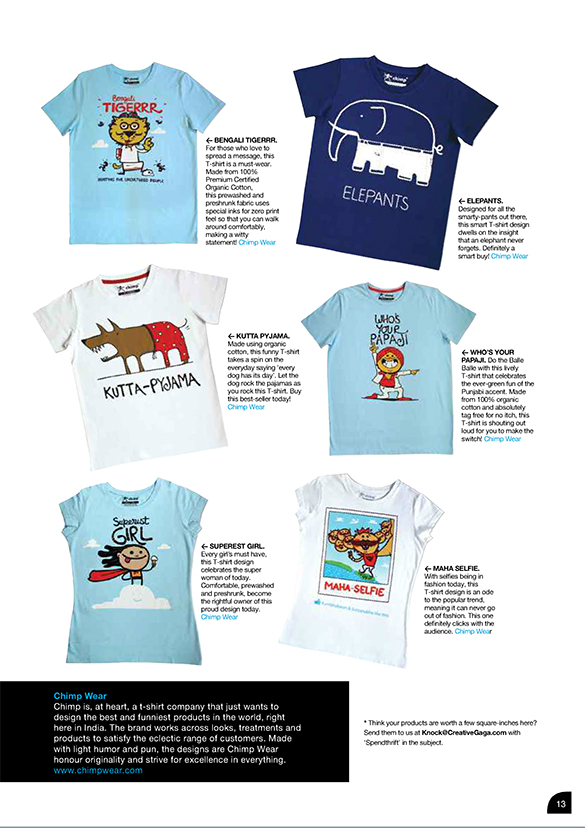 chimp
Bengali
TIGERRR
HUNTING FOR UNCULTURED PEOPLE
← BENGALI TIGERRR.
For those who love to
spread a message, this
T-shirt is a must-wear.
Made from 100%
Premium Certified
Organic Cotton,
this prewashed and
preshrunk fabric uses
special inks for zero print
feel so that you can walk
around comfortably,
making a witty
statement! Chimp Wear
chimp
ELEPANTS
← ELEPANTS.
Designed for all the
smarty-pants out there,
this smart T-shirt design
dwells on the insight
that an elephant never
forgets. Definitely a
smart buy! Chimp Wear
chimp
KUTTA-PYJAMA
← KUTTA PYJAMA.
Made using organic
cotton, this funny T-shirt
takes a spin on the
everyday saying ‘every
dog has its day’. Let the
dog rock the pajamas as
you rock this T-shirt. Buy
this best-seller today!
Chimp Wear
WHO'S
YOUR
PAPAJI
← WHO’S YOUR
PAPAJI. Do the Balle
Balle with this lively
T-shirt that celebrates
the ever-green fun of the
Punjabi accent. Made
from 100% organic
cotton and absolutely
tag free for no itch, this
T-shirt is shouting out
loud for you to make the
switch! Chimp Wear
Superest
GIRL
← SUPEREST GIRL.
Every girl’s must have,
this T-shirt design
celebrates the super
woman of today.
Comfortable, prewashed
and preshrunk, become
the rightful owner of this
proud design today.
Chimp Wear
MAHA-SELFIE
← MAHA SELFIE.
With selfies being in
fashion today, this
T-shirt design is an ode
to the popular trend,
meaning it can never go
out of fashion. This one
definitely clicks with the
audience. Chimp Wear
Chimp Wear
Chimp is, at heart, a t-shirt company that just wants to
design the best and funniest products in the world, right
here in India. The brand works across looks, treatments and
products to satisfy the eclectic range of customers. Made
with light humor and pun, the designs are Chimp Wear
honour originality and strive for excellence in everything.
www.chimpwear.com
* Think your products are worth a few square-inches here?
Send them to us at Knock@CreativeGaga.com with
‘Spendthrift’ in the subject.
13